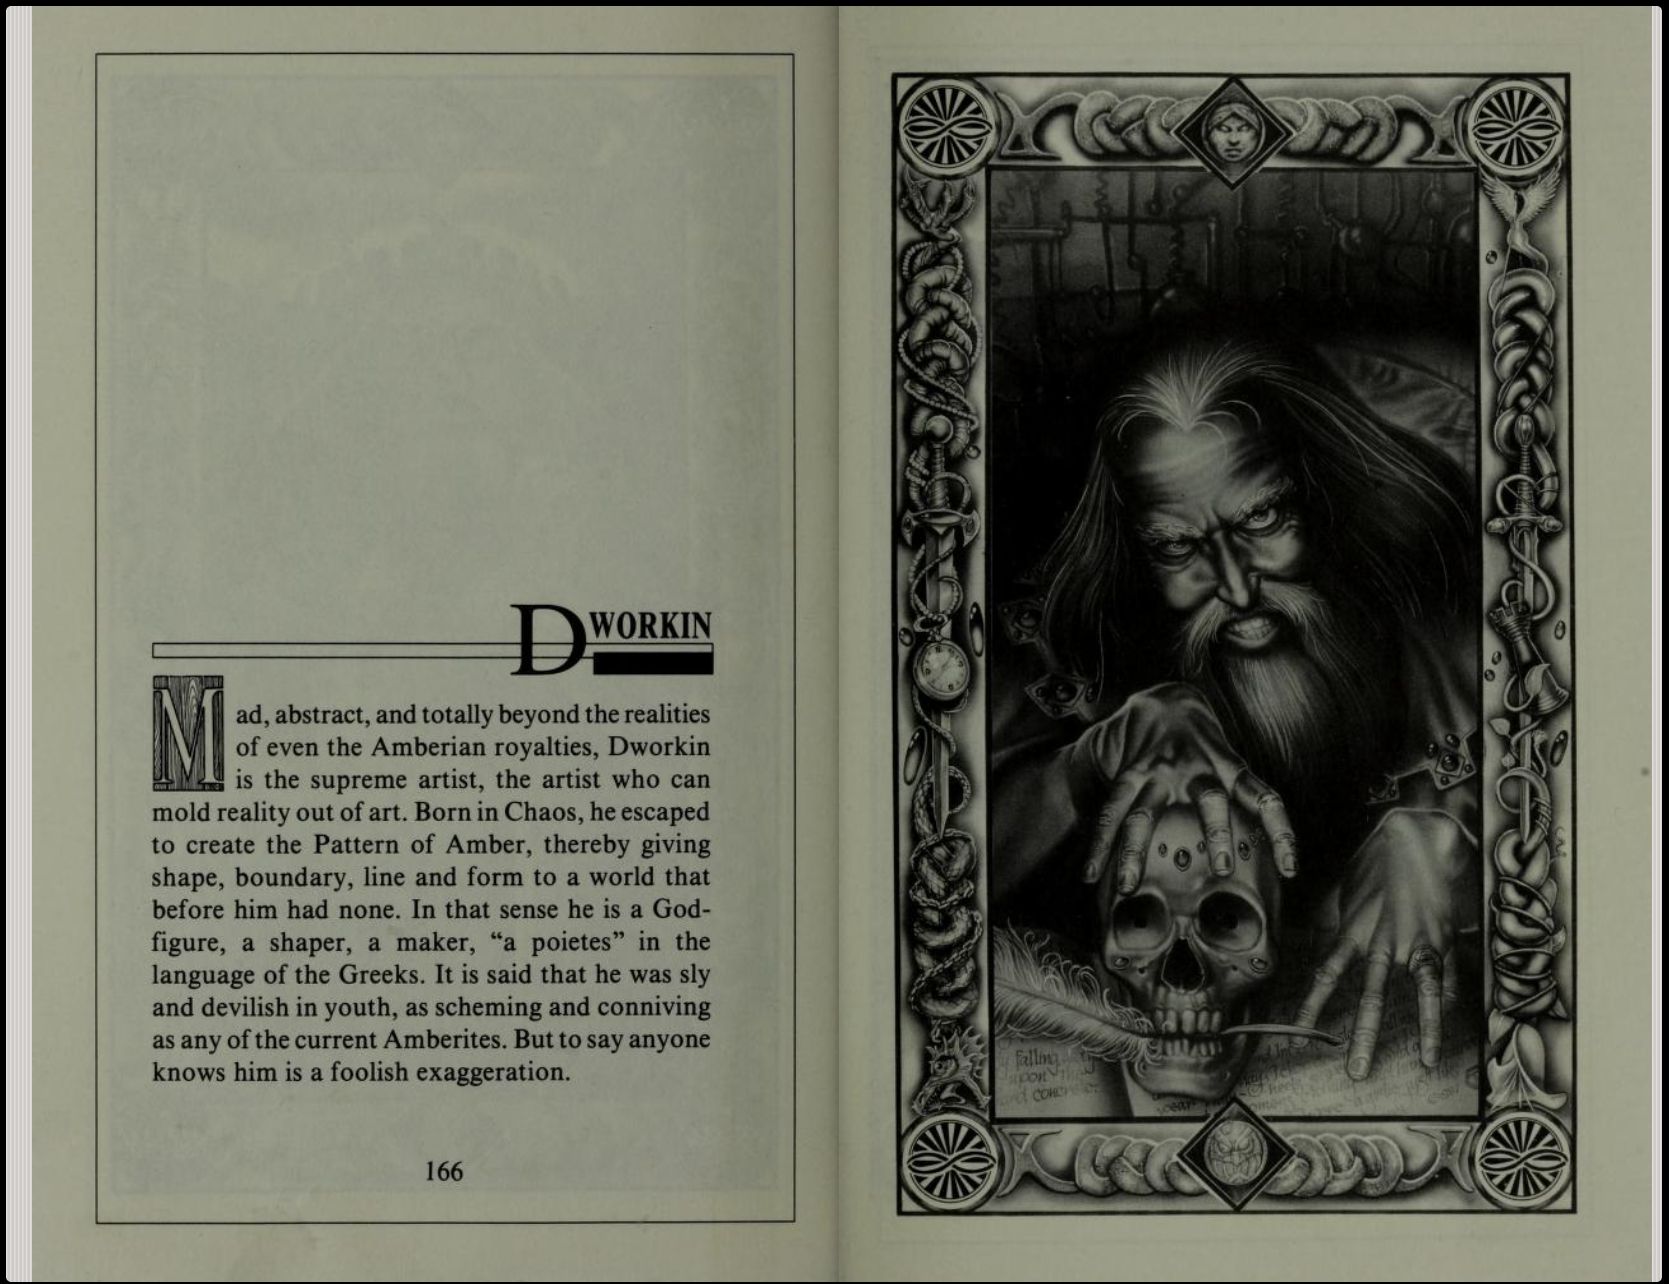 DWORKIN
Mad, abstract, and totally beyond the realities
of even the Amberian royalties, Dworkin
is the supreme artist, the artist who can
mold reality out of art. Born in Chaos, he escaped
to create the Pattern of Amber, thereby giving
shape, boundary, line and form to a world that
before him had none. In that sense he is a God-
figure, a shaper, a maker, “a poietes” in the
language of the Greeks. It is said that he was sly
and devilish in youth, as scheming and conniving
as any of the current Amberites. But to say anyone
knows him is a foolish exaggeration.
166
falling
upon
and